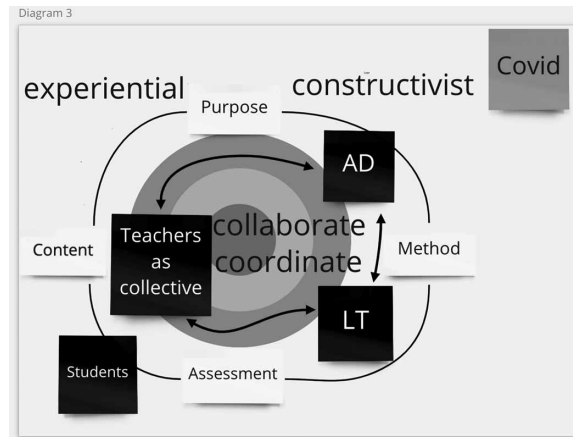 Diagram 3
experiential
constructivist
Covid
Purpose
AD
Teachers
as
collective
collaborate
coordinate
Content
Method
LT
Students
Assessment